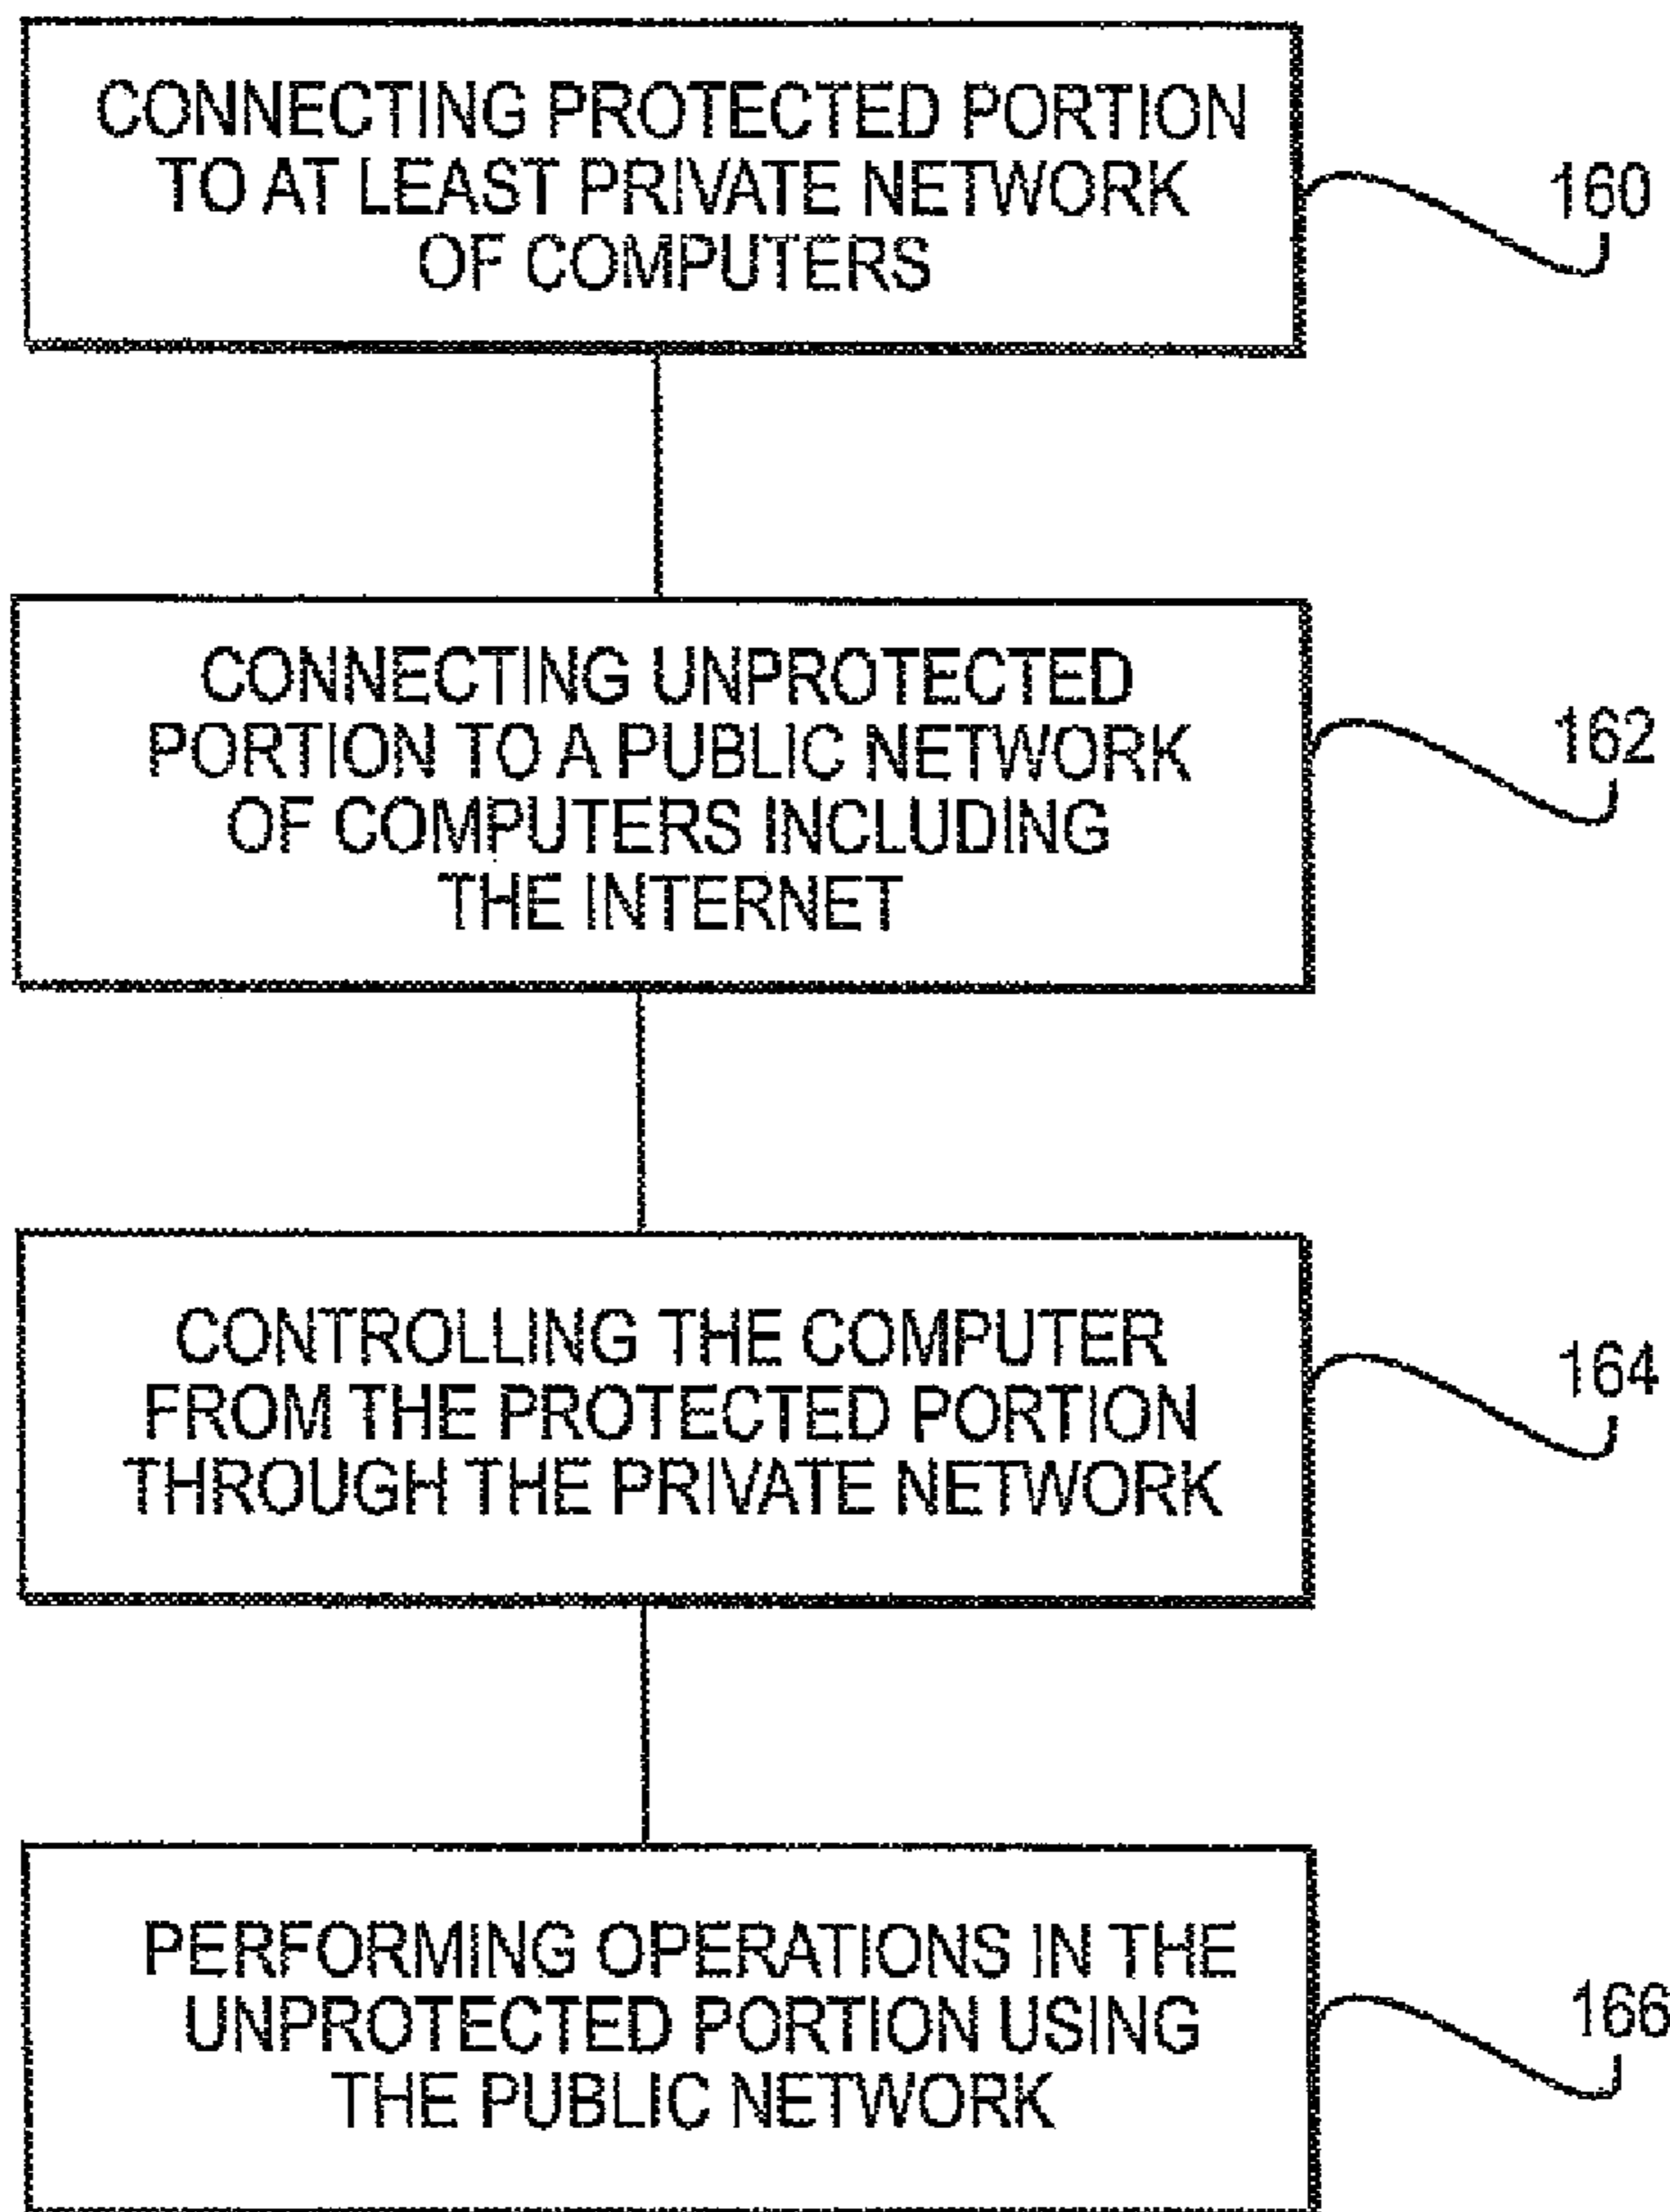 CONNECTING PROTECTED PORTION
TO AT LEAST PRIVATE NETWORK
OF COMPUTERS
160
CONNECTING UNPROTECTED
PORTION TO A PUBLIC NETWORK
OF COMPUTERS INCLUDING
THE INTERNET
162
CONTROLLING THE COMPUTER
FROM THE PROTECTED PORTION
THROUGH THE PRIVATE NETWORK
164
PERFORMING OPERATIONS IN THE
UNPROTECTED PORTION USING
THE PUBLIC NETWORK
166